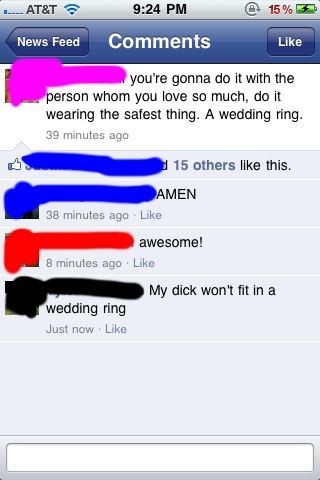 AT&T 9:24 PM 15%
News Feed Comments Like
you're gonna do it with the
person whom you love so much, do it
wearing the safest thing. A wedding ring.
39 minutes ago
15 others like this.
AMEN
38 minutes ago · Like
awesome!
8 minutes ago · Like
My dick won't fit in a
wedding ring
Just now · Like